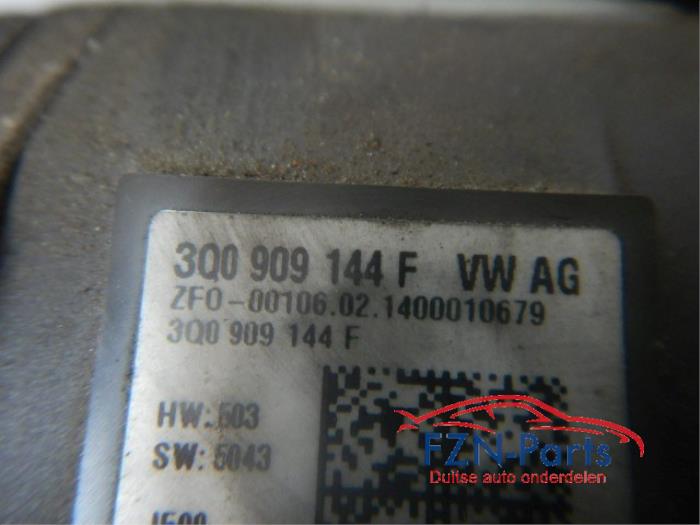 3Q0 909 144 F VW AG
ZF0-00106.02.1400010679
3Q0 909 144 F
HW: 503
SW: 5043
FZN-Parts
Duitse auto onderdelen